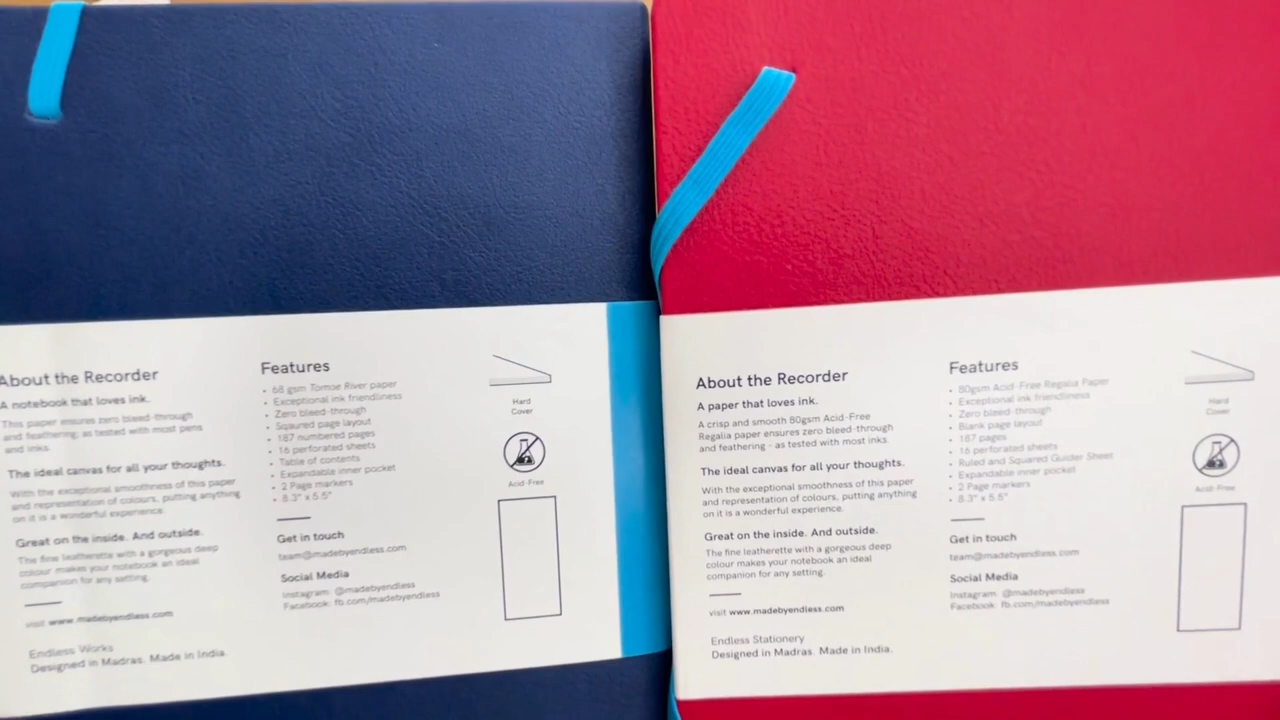 About the Recorder
A notebook that loves ink.
This paper ensures zero bleed-through
and feathering, as tested with most pens
and inks.
The ideal canvas for all your thoughts.
With the exceptional smoothness of this paper
and representation of colours, putting anything
on it is a wonderful experience.
Great on the inside. And outside.
The fine leatherette with a gorgeous deep
colour makes your notebook an ideal
companion for any setting.
visit www.madebyendless.com
Endless Works
Designed in Madras. Made in India.
Features
• 68 gsm Tomoe River paper
• Exceptional ink friendliness
• Zero bleed-through
• Sqaured page layout
• 187 numbered pages
• 16 perforated sheets
• Table of contents
• Expandable inner pocket
• 2 Page markers
• 8.3" x 5.5"
Get in touch
team@madebyendless.com
Social Media
Instagram: @madebyendless
Facebook: fb.com/madebyendless
Hard
Cover
Acid-Free
About the Recorder
A paper that loves ink.
A crisp and smooth 80gsm Acid-Free
Regalia paper ensures zero bleed-through
and feathering - as tested with most inks.
The ideal canvas for all your thoughts.
With the exceptional smoothness of this paper
and representation of colours, putting anything
on it is a wonderful experience.
Great on the inside. And outside.
The fine leatherette with a gorgeous deep
colour makes your notebook an ideal
companion for any setting.
visit www.madebyendless.com
Endless Stationery
Designed in Madras. Made in India.
Features
• 80gsm Acid-Free Regalia Paper
• Exceptional ink friendliness
• Zero bleed-through
• Blank page layout
• 187 pages
• 16 perforated sheets
• Ruled and Squared Guider Sheet
• Expandable inner pocket
• 2 Page markers
• 8.3" x 5.5"
Get in touch
team@madebyendless.com
Social Media
Instagram: @madebyendless
Facebook: fb.com/madebyendless
Hard
Cover
Acid-Free